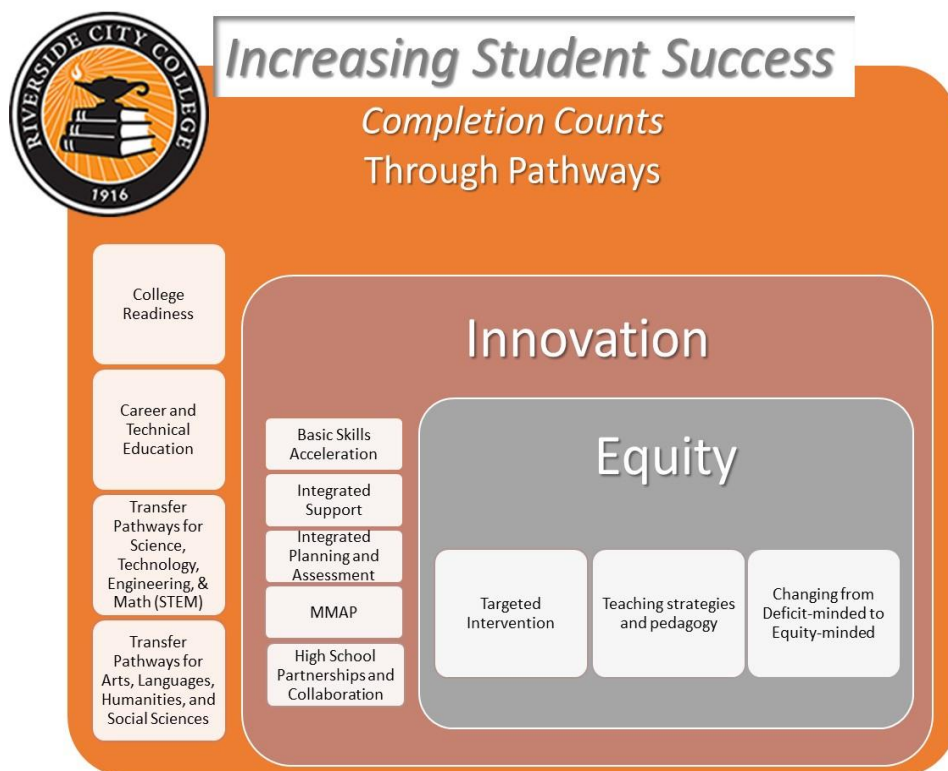 RIVERSIDE CITY COLLEGE
1916
Increasing Student Success
Completion Counts
Through Pathways
College
Readiness
Career and
Technical
Education
Transfer
Pathways for
Science,
Technology,
Engineering, &
Math (STEM)
Transfer
Pathways for
Arts, Languages,
Humanities, and
Social Sciences
Innovation
Basic Skills
Acceleration
Integrated
Support
Integrated
Planning and
Assessment
MMAP
High School
Partnerships and
Collaboration
Equity
Targeted
Intervention
Teaching strategies
and pedagogy
Changing from
Deficit-minded to
Equity-minded